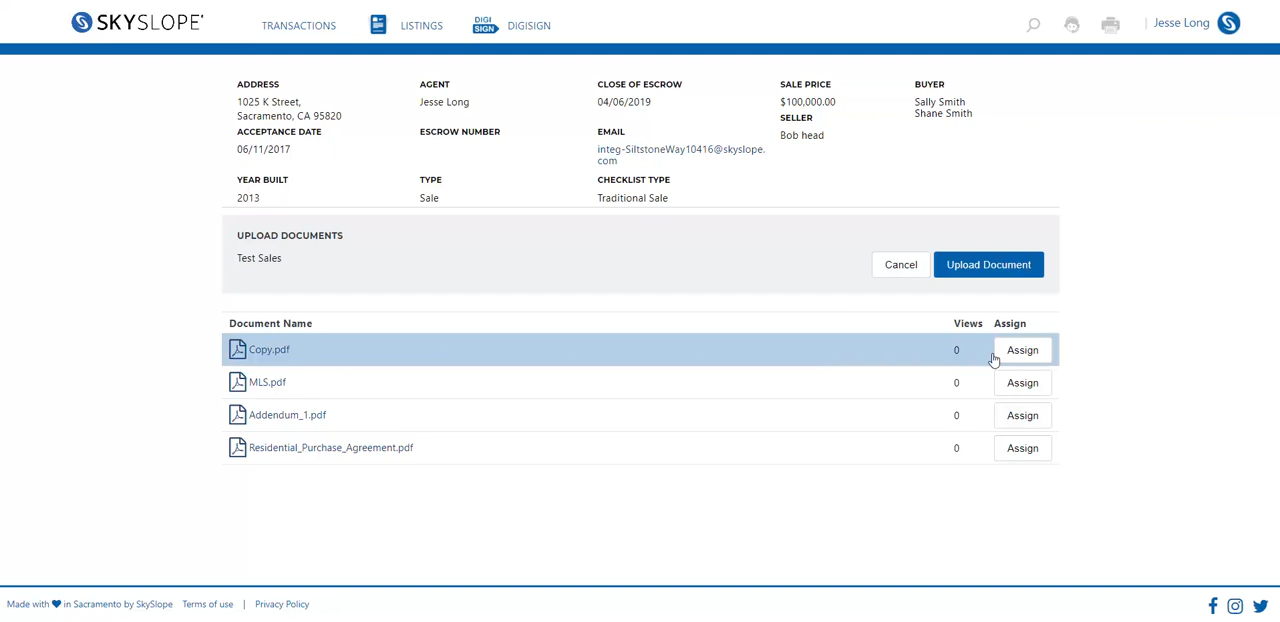 SKYSLOPE
TRANSACTIONS
LISTINGS
DIGI
SIGN
DIGISIGN
Jesse Long
ADDRESS
1025 K Street,
Sacramento, CA 95820
AGENT
Jesse Long
CLOSE OF ESCROW
04/06/2019
SALE PRICE
$100,000.00
BUYER
Sally Smith
Shane Smith
SELLER
Bob head
ACCEPTANCE DATE
06/11/2017
ESCROW NUMBER
EMAIL
integ-SiltstoneWay10416@skyslope.
com
YEAR BUILT
2013
TYPE
Sale
CHECKLIST TYPE
Traditional Sale
UPLOAD DOCUMENTS
Test Sales
Cancel
Upload Document
Document Name Views Assign
Copy.pdf 0 Assign
MLS.pdf 0 Assign
Addendum_1.pdf 0 Assign
Residential_Purchase_Agreement.pdf 0 Assign
Made with ♥ in Sacramento by SkySlope Terms of use | Privacy Policy